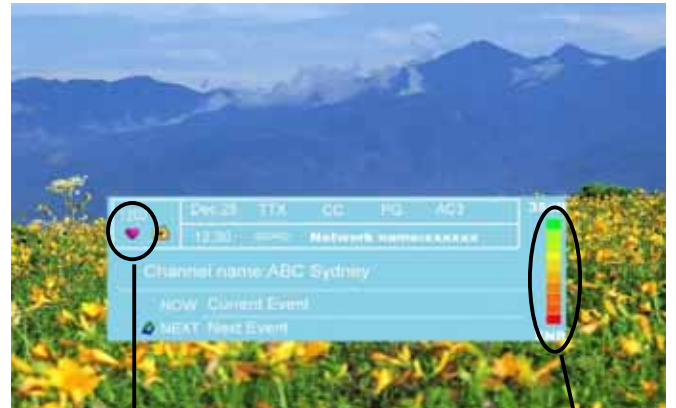 Dec.28 TTX CC PG AC3
12:30 Network name:xxxxxx
Channel name:ABC Sydney
NOW Current Event
NEXT Next Event